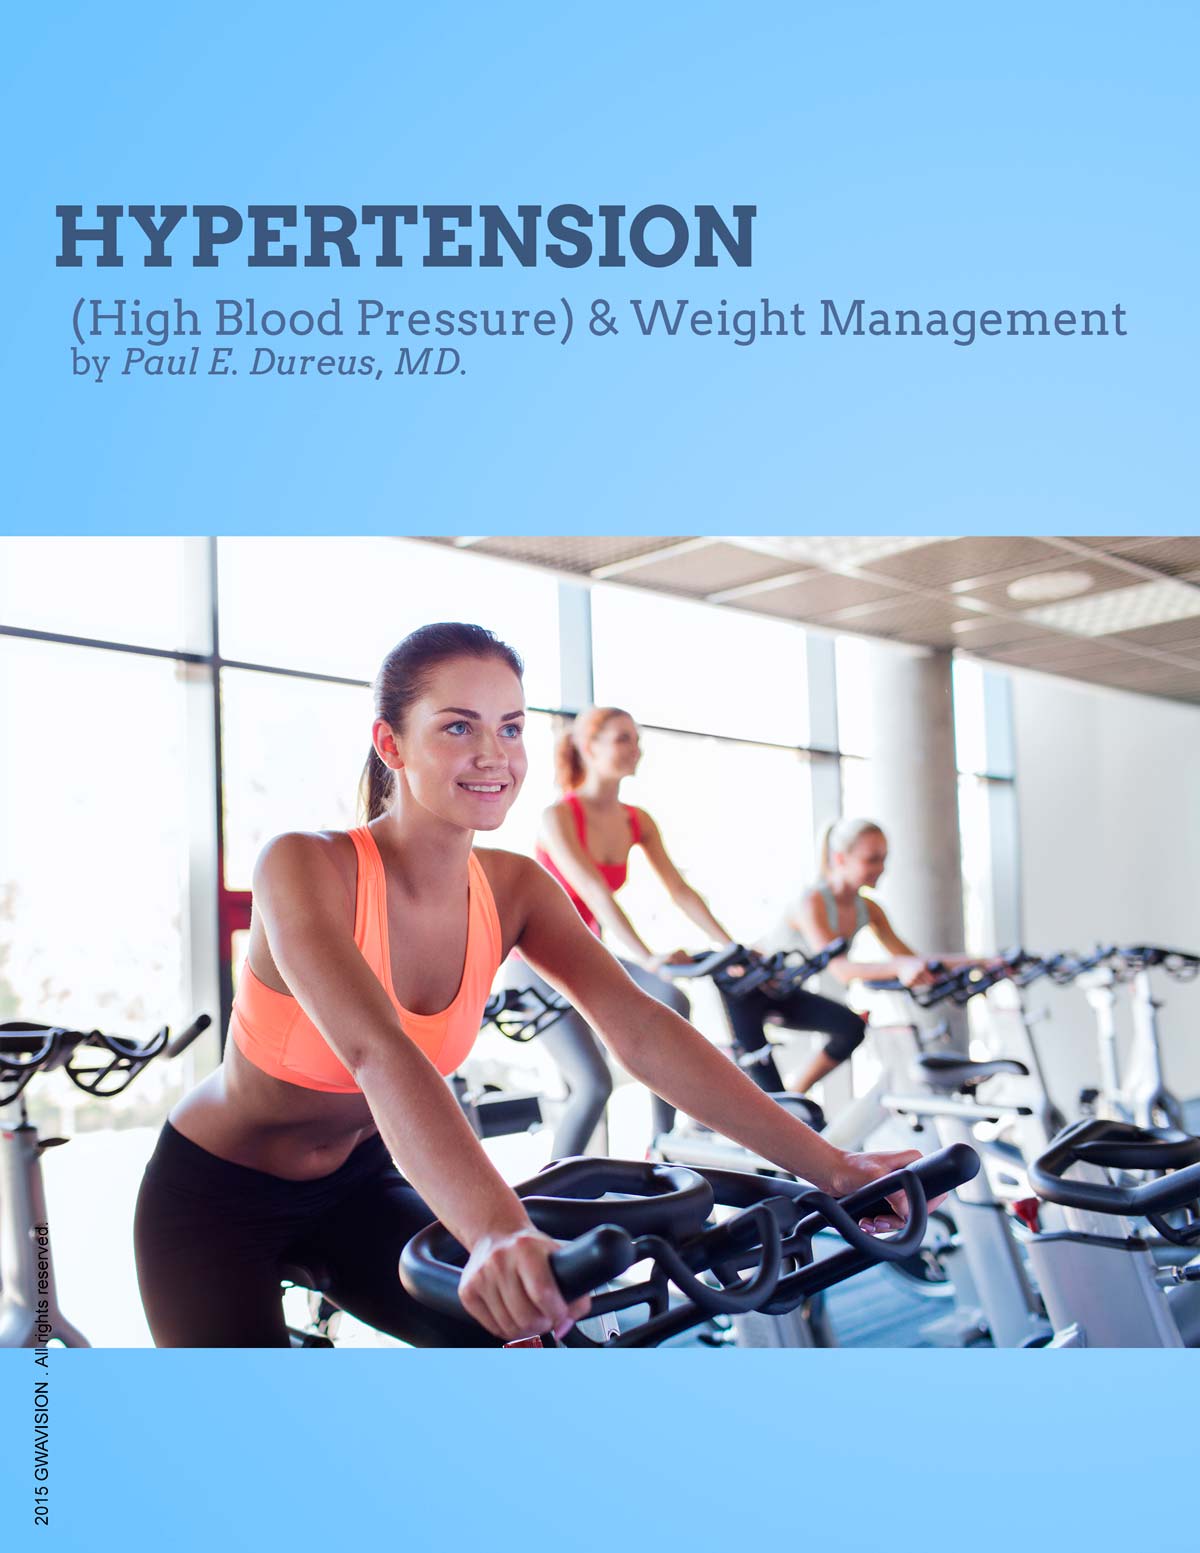 HYPERTENSION
(High Blood Pressure) & Weight Management
by Paul E. Dureus, MD.
2015 GWAVISION . All rights reserved.